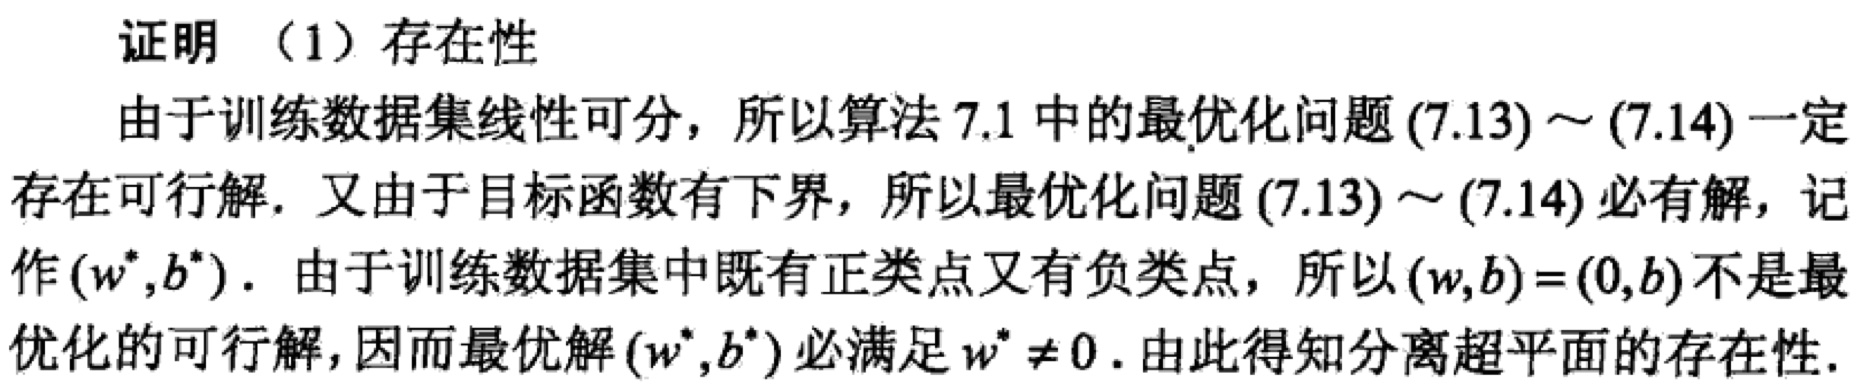 证明 （1）存在性
由于训练数据集线性可分，所以算法 7.1 中的最优化问题 (7.13) ～ (7.14) 一定
存在可行解．又由于目标函数有下界，所以最优化问题 (7.13) ～ (7.14) 必有解，记
作 (w*,b*)．由于训练数据集中既有正类点又有负类点，所以 (w,b) = (0,b) 不是最
优化的可行解，因而最优解 (w*,b*) 必满足 w* ≠ 0．由此得知分离超平面的存在性．